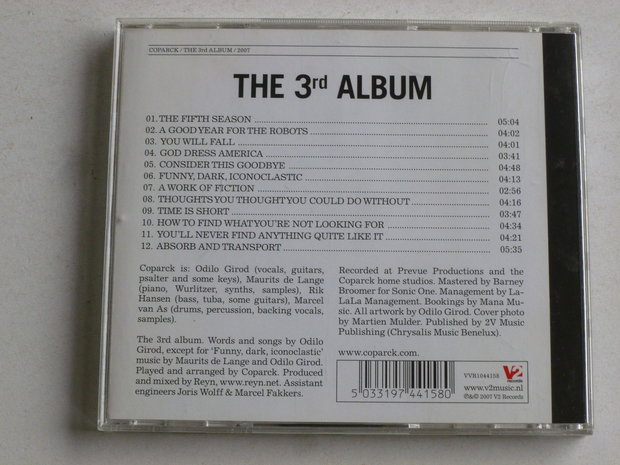 COPARCK / THE 3rd ALBUM / 2007
THE 3rd ALBUM
01. THE FIFTH SEASON 05:04
02. A GOOD YEAR FOR THE ROBOTS 04:02
03. YOU WILL FALL 04:01
04. GOD DRESS AMERICA 03:41
05. CONSIDER THIS GOODBYE 04:48
06. FUNNY, DARK, ICONOCLASTIC 04:13
07. A WORK OF FICTION 02:56
08. THOUGHTS YOU THOUGHT YOU COULD DO WITHOUT 04:16
09. TIME IS SHORT 03:47
10. HOW TO FIND WHAT YOU'RE NOT LOOKING FOR 04:34
11. YOU'LL NEVER FIND ANYTHING QUITE LIKE IT 04:21
12. ABSORB AND TRANSPORT 05:35
Coparck is: Odilo Girod (vocals, guitars,
psalter and some keys), Maurits de Lange
(piano, Wurlitzer, synths, samples), Rik
Hansen (bass, tuba, some guitars), Marcel
van As (drums, percussion, backing vocals,
samples).
The 3rd album. Words and songs by Odilo
Girod, except for 'Funny, dark, iconoclastic'
music by Maurits de Lange and Odilo Girod.
Played and arranged by Coparck. Produced
and mixed by Reyn, www.reyn.net. Assistant
engineers Joris Wolff & Marcel Fakkers.
Recorded at Prevue Productions and the
Coparck home studios. Mastered by Barney
Broomer for Sonic One. Management by La-
LaLa Management. Bookings by Mana Mu-
sic. All artwork by Odilo Girod. Cover photo
by Martien Mulder. Published by 2V Music
Publishing (Chrysalis Music Benelux).
www.coparck.com.
5 033197 441580
V2
records
VVR1044158
www.v2music.nl
℗&© 2007 V2 Records